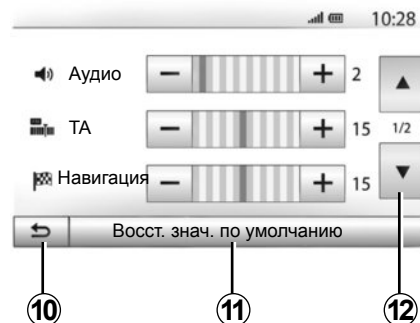 10:28
Аудио − + 2
TA − + 15 1/2
Навигация − + 15
Восст. знач. по умолчанию
10 11 12